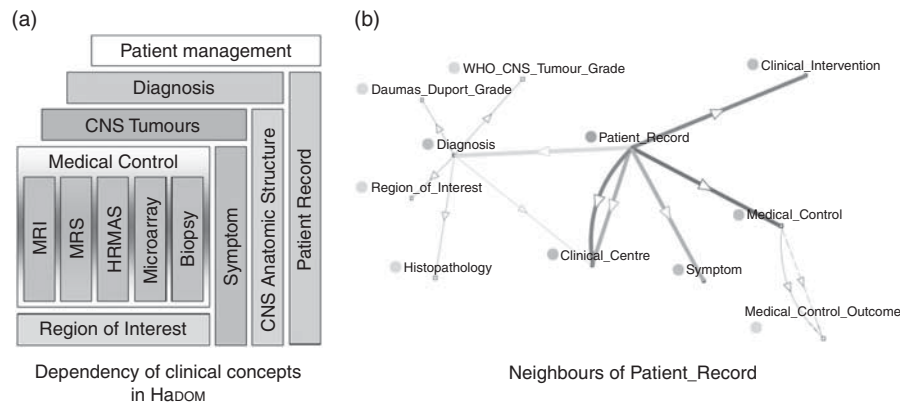 (a)
Patient management
Diagnosis
CNS Tumours
Medical Control
MRI
MRS
HRMAS
Microarray
Biopsy
Symptom
CNS Anatomic Structure
Patient Record
Region of Interest
Dependency of clinical concepts
in HADOM
(b)
WHO_CNS_Tumour_Grade
Clinical_Intervention
Daumas_Duport_Grade
Diagnosis
Patient_Record
Region_of_Interest
Medical_Control
Histopathology
Clinical_Centre
Symptom
Medical_Control_Outcome
Neighbours of Patient_Record